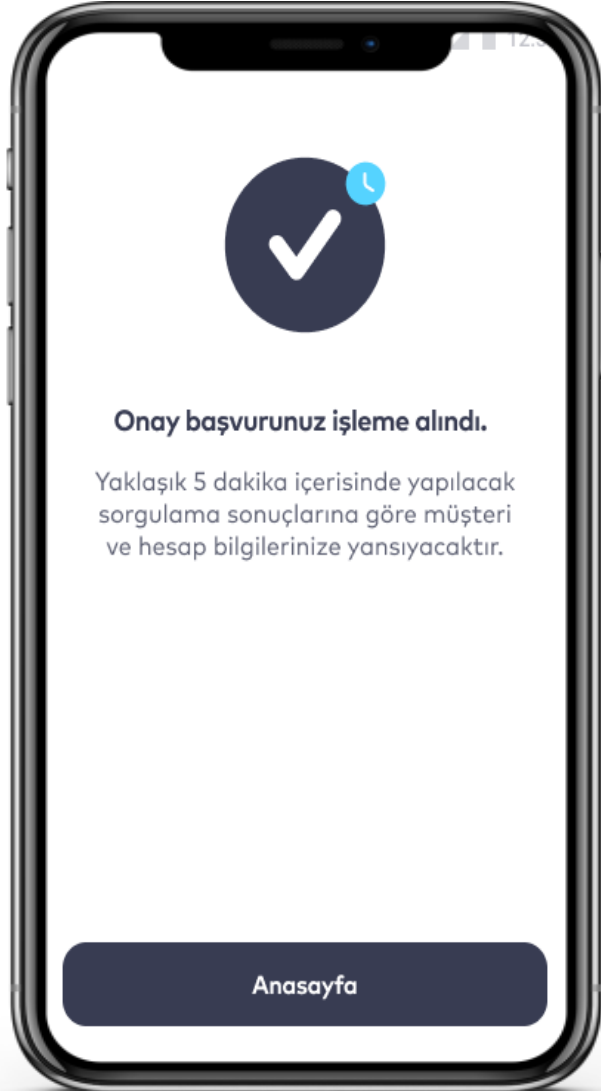 Onay başvurunuz işleme alındı.
Yaklaşık 5 dakika içerisinde yapılacak
sorgulama sonuçlarına göre müşteri
ve hesap bilgilerinize yansıyacaktır.
Anasayfa